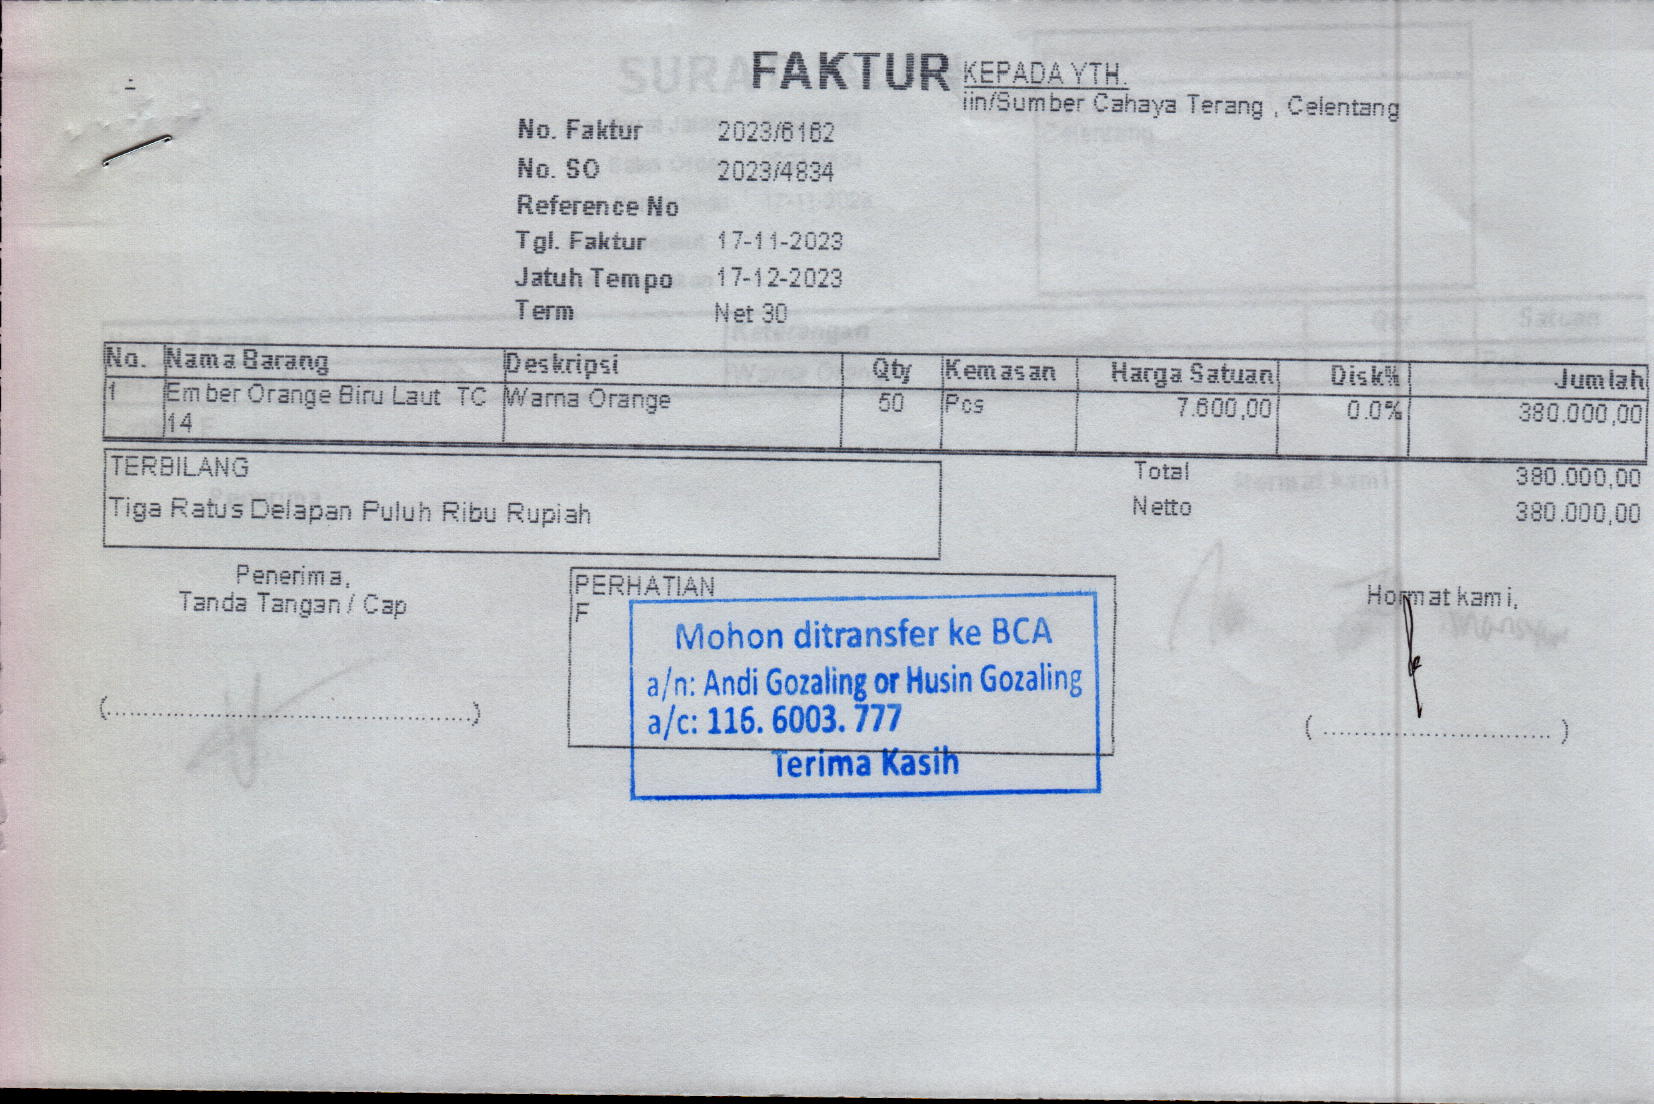 FAKTUR
KEPADA YTH.
iin/Sumber Cahaya Terang , Celentang
No. Faktur 2023/6162
No. SO 2023/4834
Reference No
Tgl. Faktur 17-11-2023
Jatuh Tempo 17-12-2023
Term Net 30
No. Nama Barang Deskripsi Qty Kemasan Harga Satuan Disk% Jumlah
1 Ember Orange Biru Laut TC Warna Orange 50 Pcs 7.600,00 0.0% 380.000,00
14
TERBILANG
Tiga Ratus Delapan Puluh Ribu Rupiah
Total 380.000,00
Netto 380.000,00
Penerima,
Tanda Tangan / Cap
PERHATIAN
F
Mohon ditransfer ke BCA
a/n: Andi Gozaling or Husin Gozaling
a/c: 116. 6003. 777
Terima Kasih
Hormat kami,
(............................................................)
(.......................................)